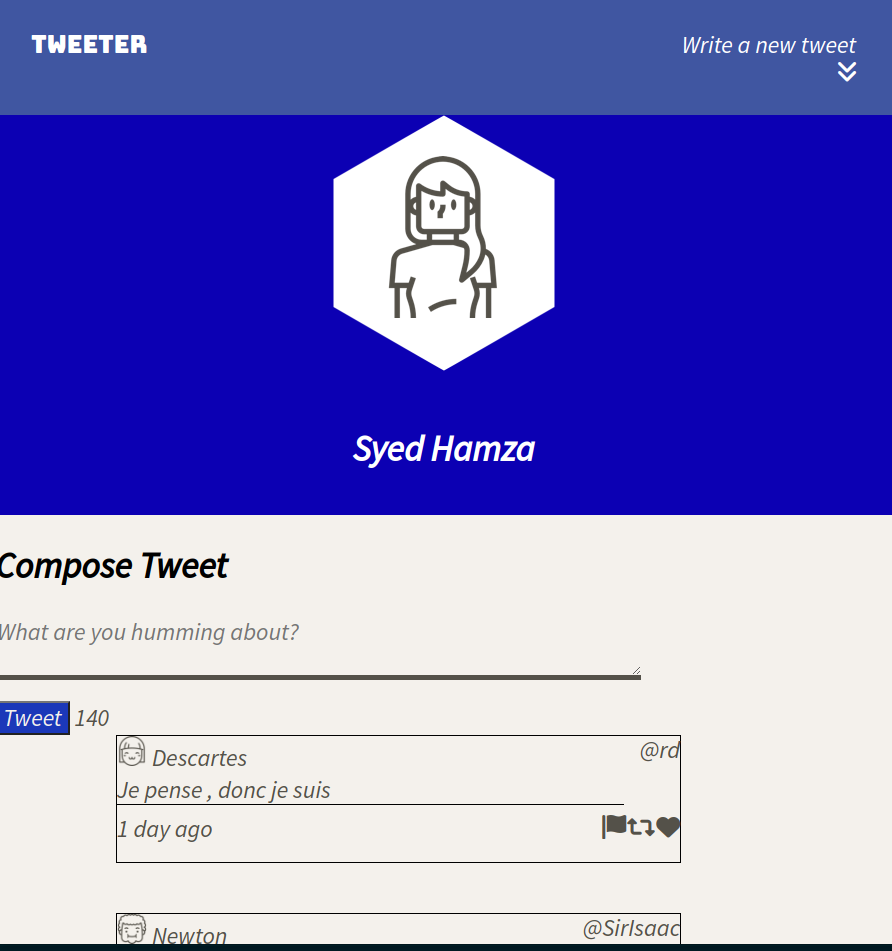 TWEETER
Write a new tweet
Syed Hamza
Compose Tweet
What are you humming about?
Tweet 140
Descartes @rd
Je pense , donc je suis
1 day ago
Newton @SirIsaac